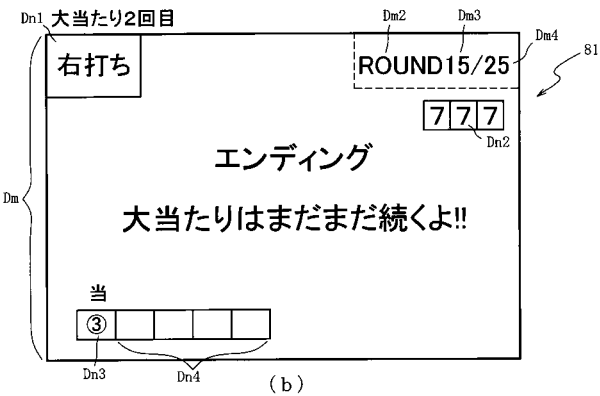 Dn1 大当たり2回目
Dm2 Dm3
Dm4
81
右打ち
ROUND15/25
777
Dn2
エンディング
Dm
大当たりはまだまだ続くよ!!
当
③
Dn3
Dn4
(b)